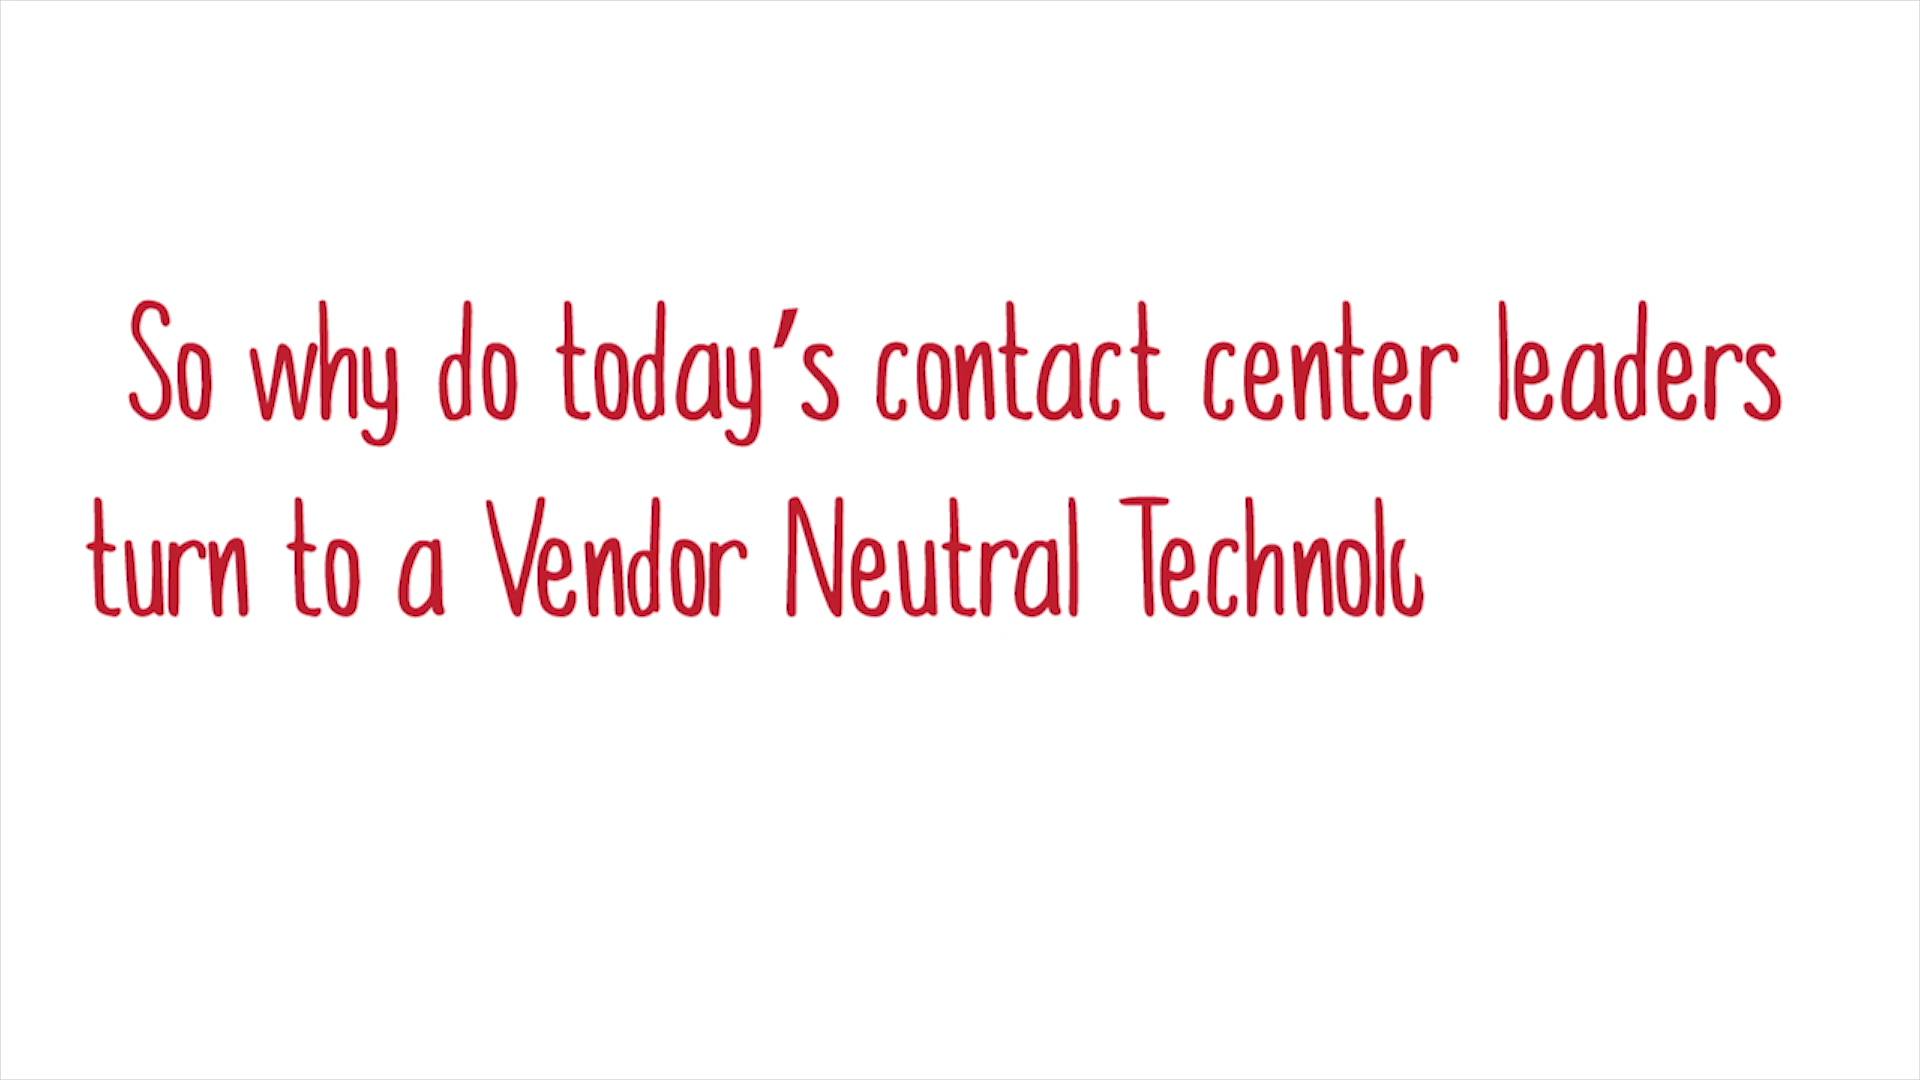 So why do today's contact center leaders
turn to a Vendor Neutral Technolo